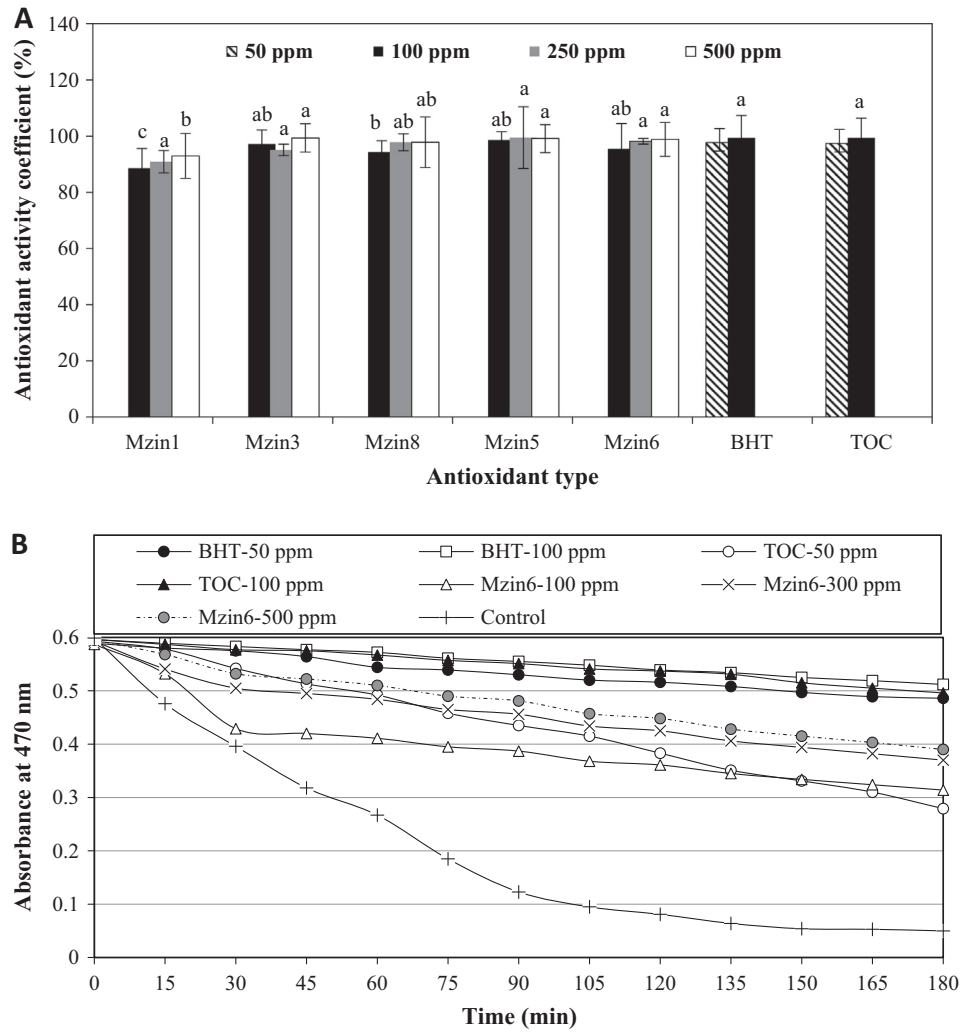 A
Antioxidant activity coefficient (%)
140
120
100
80
60
40
20
0
50 ppm 100 ppm 250 ppm 500 ppm
c a b ab a a b ab ab ab a a ab a a a a
Mzin1 Mzin3 Mzin8 Mzin5 Mzin6 BHT TOC
Antioxidant type
B
BHT-50 ppm BHT-100 ppm TOC-50 ppm
TOC-100 ppm Mzin6-100 ppm Mzin6-300 ppm
Mzin6-500 ppm Control
Absorbance at 470 nm
0.6
0.5
0.4
0.3
0.2
0.1
0
0 15 30 45 60 75 90 105 120 135 150 165 180
Time (min)